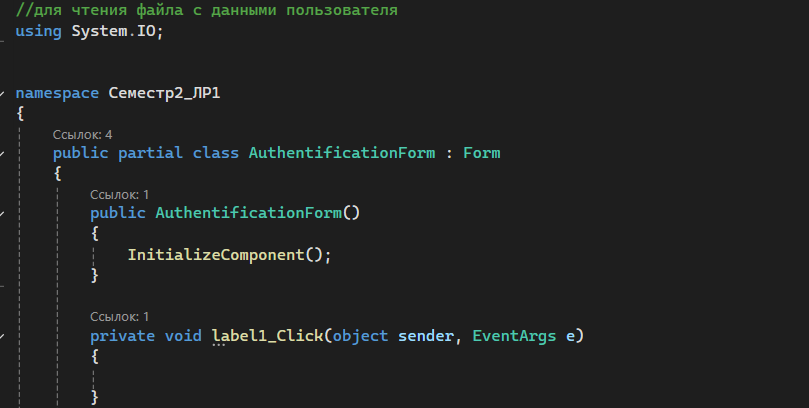 //для чтения файла с данными пользователя
using System.IO;
namespace Семестр2_ЛР1
{
Ссылок: 4
public partial class AuthentificationForm : Form
{
Ссылок: 1
public AuthentificationForm()
{
InitializeComponent();
}
Ссылок: 1
private void label1_Click(object sender, EventArgs e)
{
}